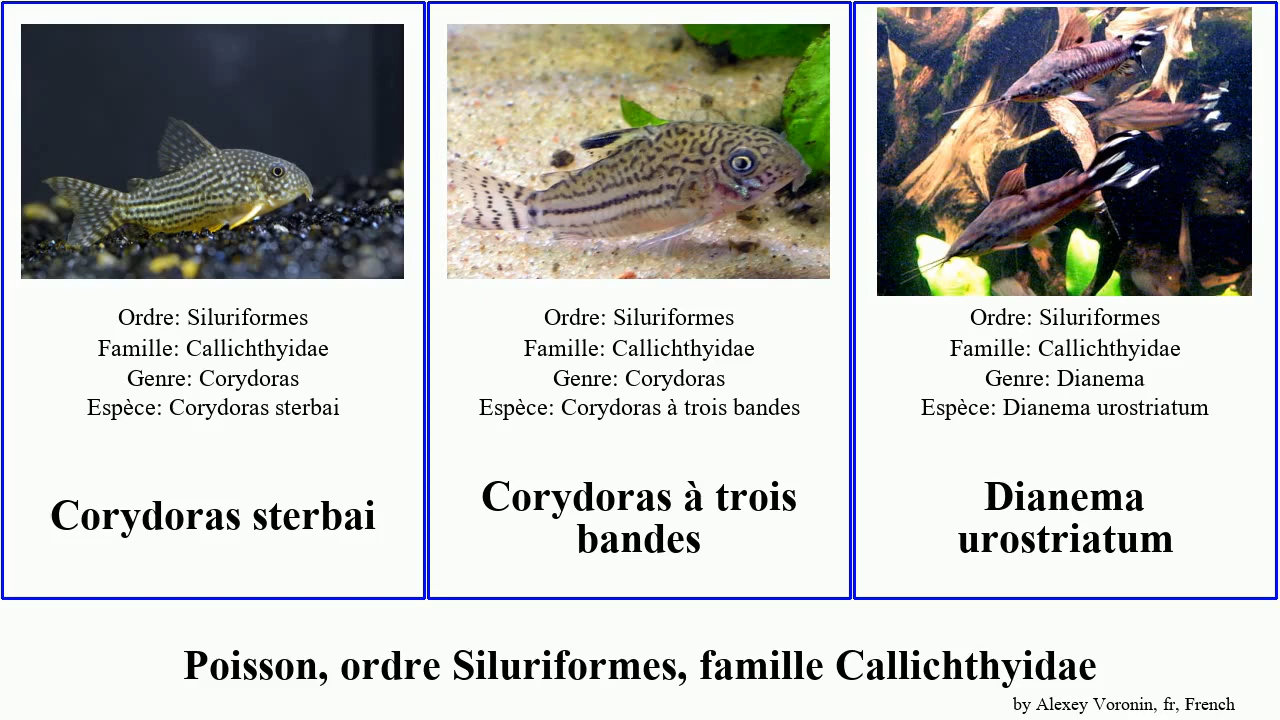 Ordre: Siluriformes
Famille: Callichthyidae
Genre: Corydoras
Espèce: Corydoras sterbai
Corydoras sterbai
Ordre: Siluriformes
Famille: Callichthyidae
Genre: Corydoras
Espèce: Corydoras à trois bandes
Corydoras à trois
bandes
Ordre: Siluriformes
Famille: Callichthyidae
Genre: Dianema
Espèce: Dianema urostriatum
Dianema
urostriatum
Poisson, ordre Siluriformes, famille Callichthyidae
by Alexey Voronin, fr, French